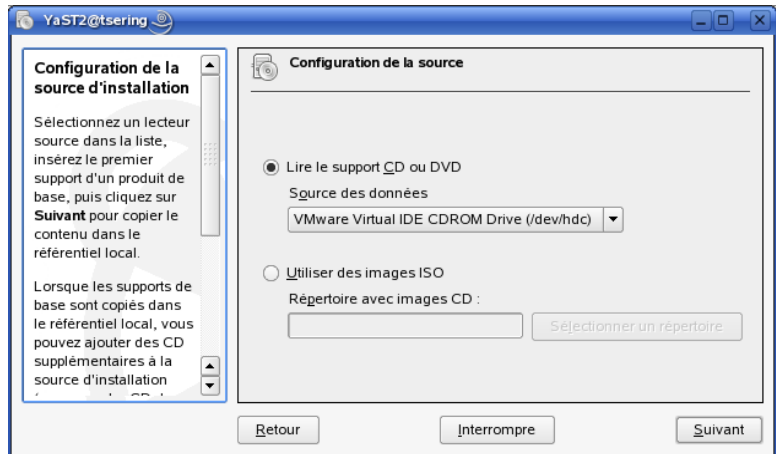 YaST2@tsering
Configuration de la
source d'installation
Sélectionnez un lecteur
source dans la liste,
insérez le premier
support d'un produit de
base, puis cliquez sur
Suivant pour copier le
contenu dans le
référentiel local.
Lorsque les supports de
base sont copiés dans
le référentiel local, vous
pouvez ajouter des CD
supplémentaires à la
source d'installation
Configuration de la source
Lire le support CD ou DVD
Source des données
VMware Virtual IDE CDROM Drive (/dev/hdc)
Utiliser des images ISO
Répertoire avec images CD :
Sélectionner un répertoire
Retour
Interrompre
Suivant